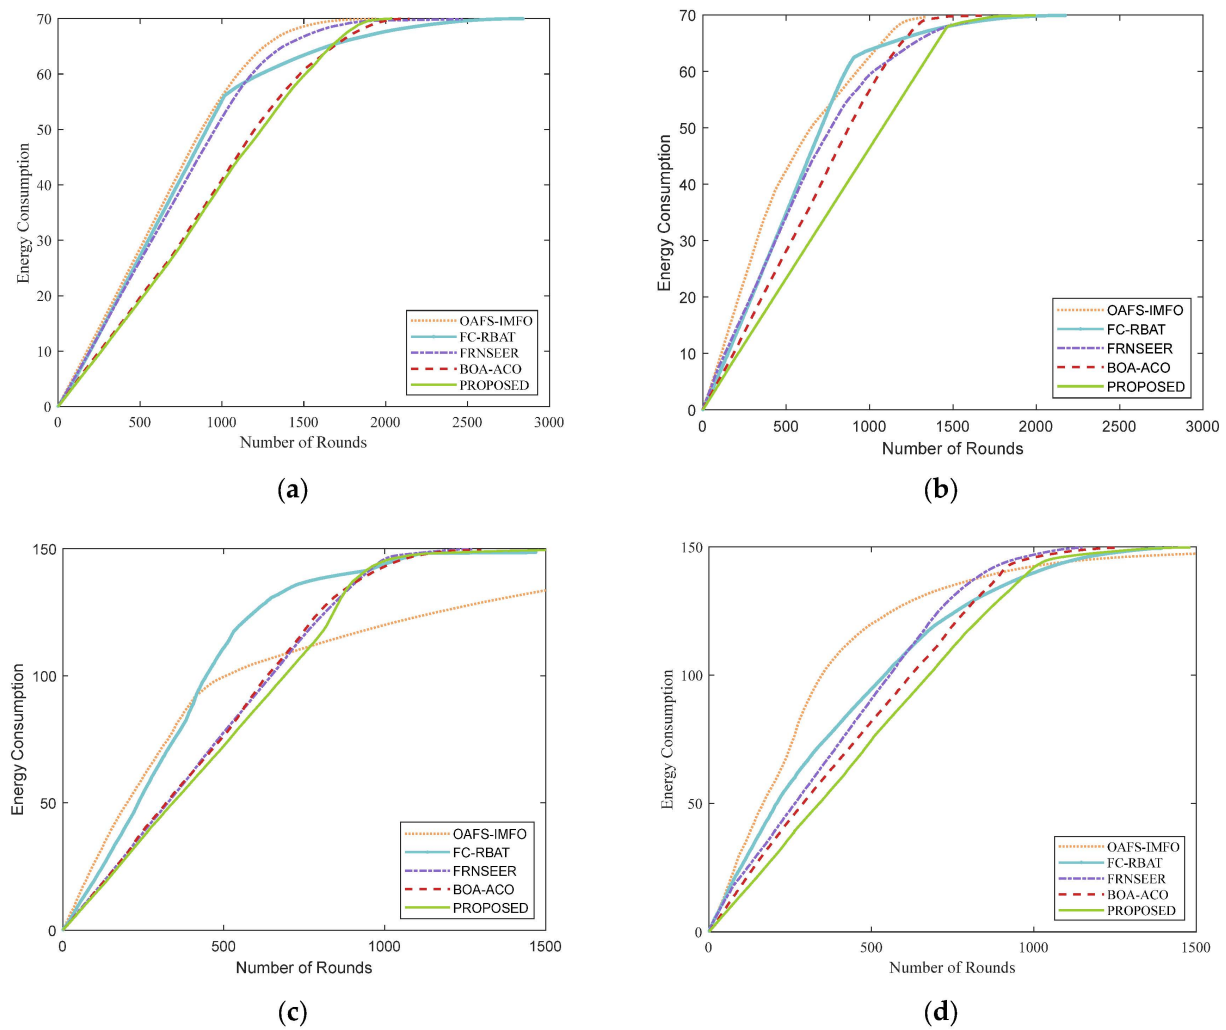 70
60
50
40
30
20
10
0
Energy Consumption
0 500 1000 1500 2000 2500 3000
Number of Rounds
OAFS-IMFO
FC-RBAT
FRNSEER
BOA-ACO
PROPOSED
(a)
70
60
50
40
30
20
10
0
Energy Consumption
0 500 1000 1500 2000 2500 3000
Number of Rounds
OAFS-IMFO
FC-RBAT
FRNSEER
BOA-ACO
PROPOSED
(b)
150
100
50
0
Energy Consumption
0 500 1000 1500
Number of Rounds
OAFS-IMFO
FC-RBAT
FRNSEER
BOA-ACO
PROPOSED
(c)
150
100
50
0
Energy Consumption
0 500 1000 1500
Number of Rounds
OAFS-IMFO
FC-RBAT
FRNSEER
BOA-ACO
PROPOSED
(d)